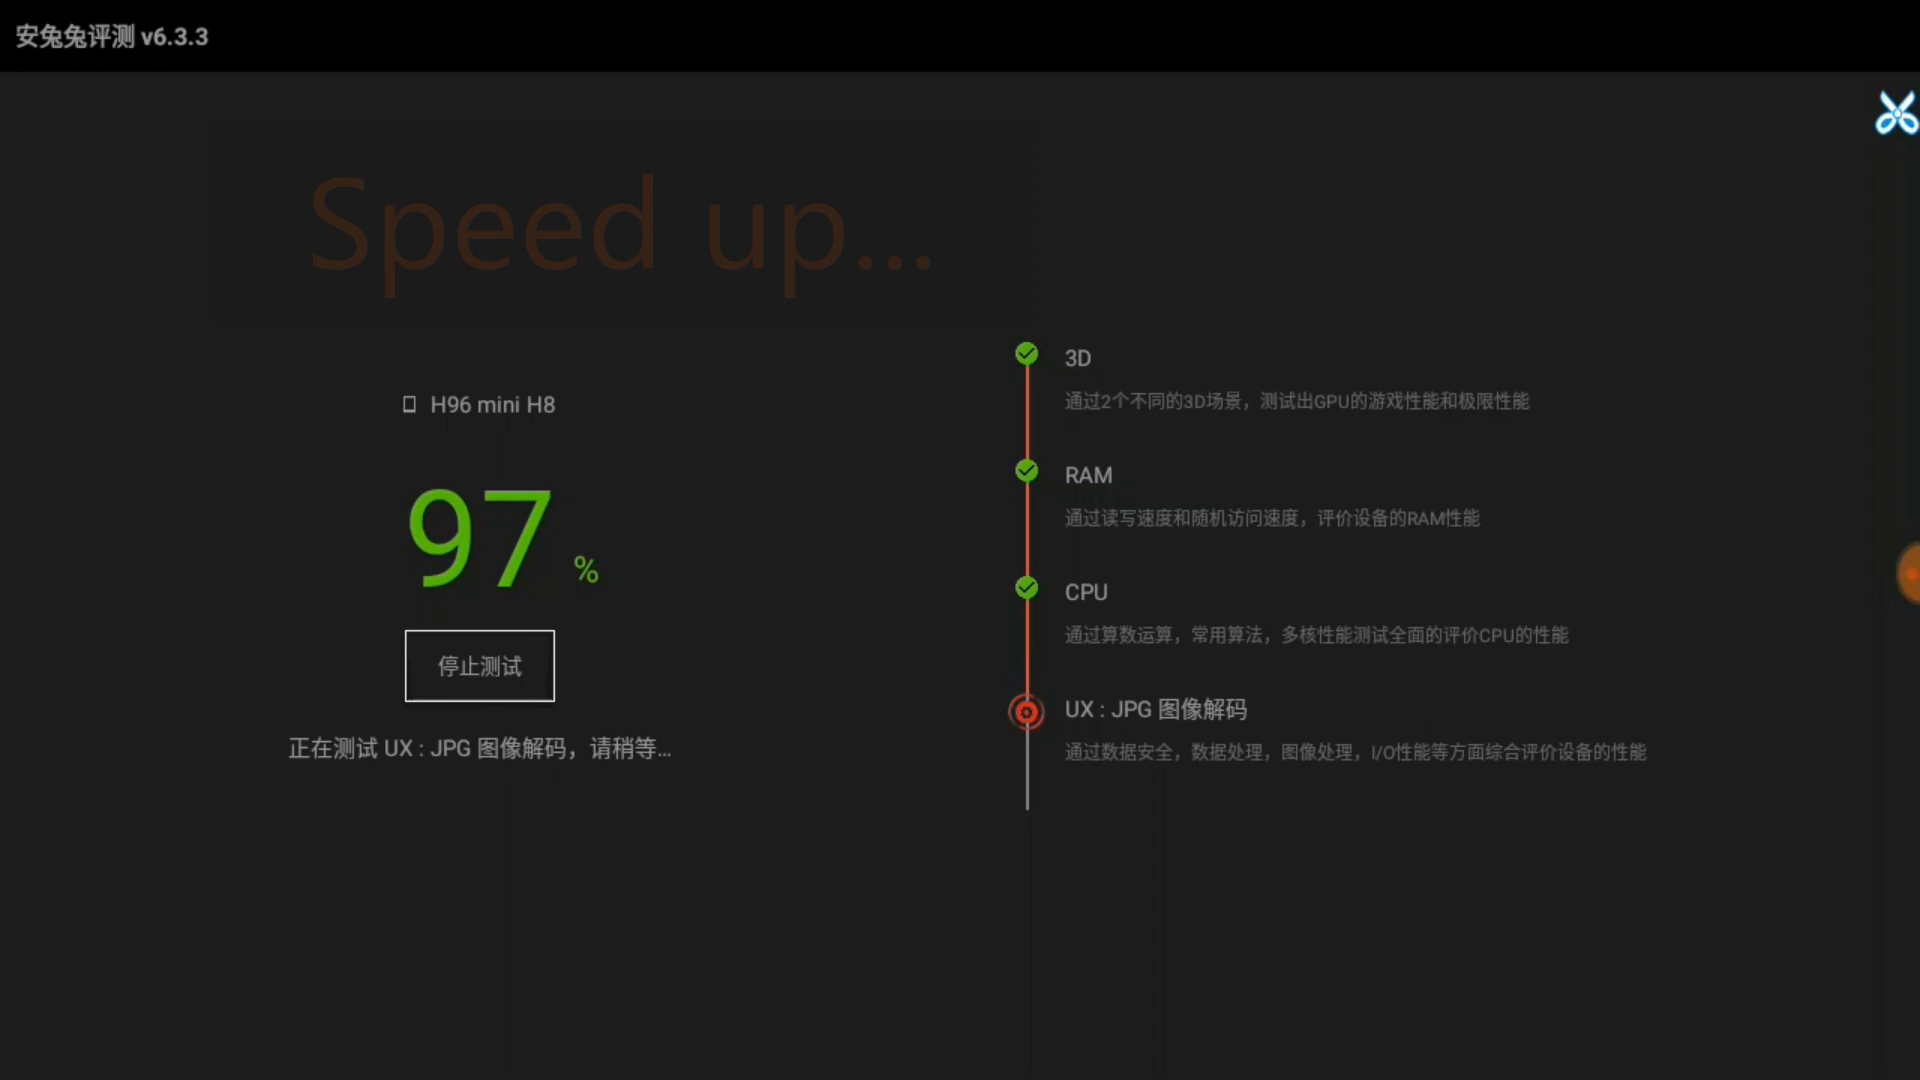 安兔兔评测 v6.3.3
Speed up...
H96 mini H8
97 %
停止测试
正在测试 UX : JPG 图像解码，请稍等...
3D
通过2个不同的3D场景，测试出GPU的游戏性能和极限性能
RAM
通过读写速度和随机访问速度，评价设备的RAM性能
CPU
通过算数运算，常用算法，多核性能测试全面的评价CPU的性能
UX : JPG 图像解码
通过数据安全，数据处理，图像处理，I/O性能等方面综合评价设备的性能